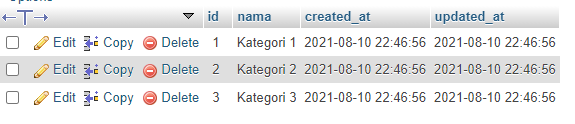 id nama created_at updated_at
Edit Copy Delete 1 Kategori 1 2021-08-10 22:46:56 2021-08-10 22:46:56
Edit Copy Delete 2 Kategori 2 2021-08-10 22:46:56 2021-08-10 22:46:56
Edit Copy Delete 3 Kategori 3 2021-08-10 22:46:56 2021-08-10 22:46:56